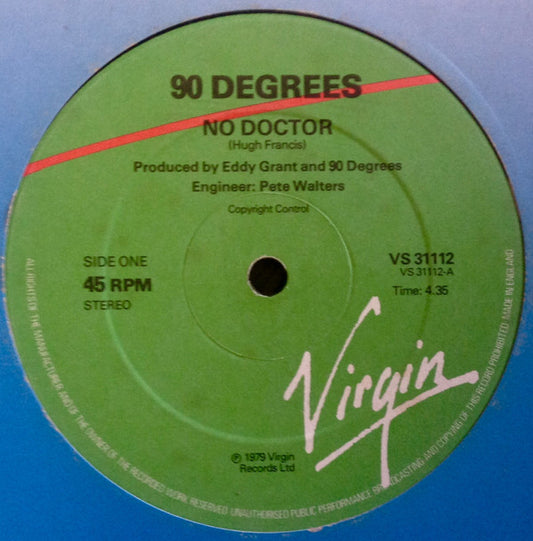 90 DEGREES
NO DOCTOR
(Hugh Francis)
Produced by Eddy Grant and 90 Degrees
Engineer: Pete Walters
Copyright Control
SIDE ONE
45 RPM
STEREO
VS 31112
VS 31112-A
Time: 4.35
Virgin
℗ 1979 Virgin
Records Ltd
ALL RIGHTS OF THE MANUFACTURER AND OF THE OWNER OF THE RECORDED WORK RESERVED UNAUTHORISED PUBLIC PERFORMANCE BROADCASTING AND COPYING OF THIS RECORD PROHIBITED MADE IN ENGLAND